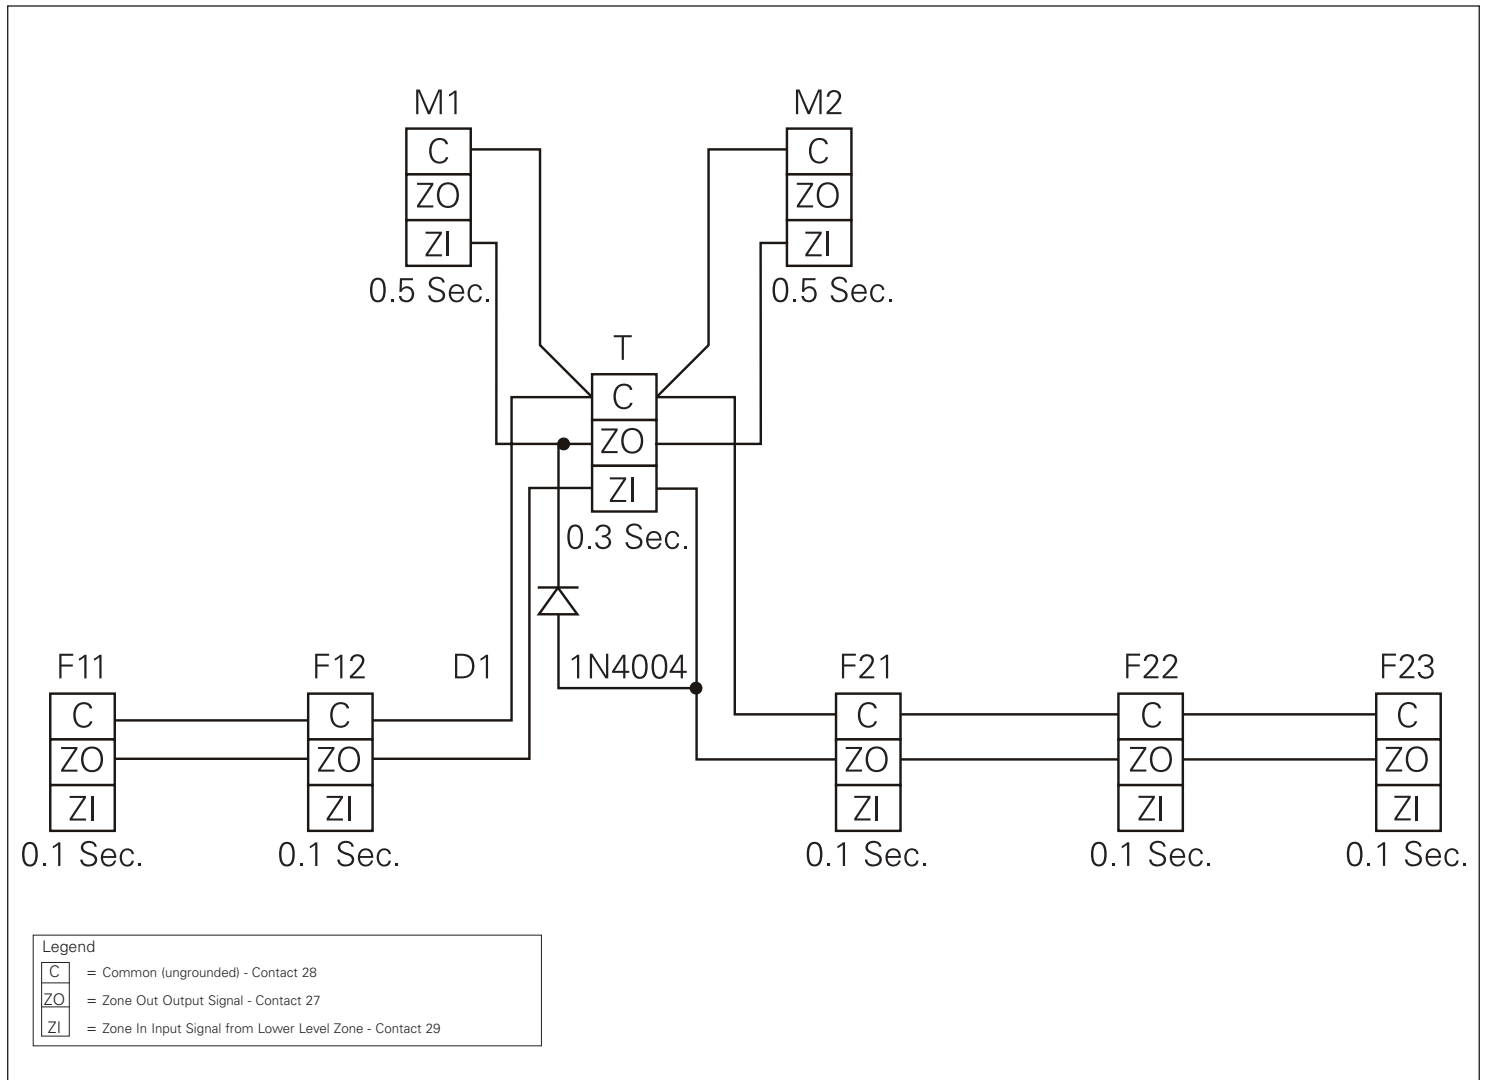 M1
M2
C
C
ZO
ZO
ZI
ZI
0.5 Sec.
0.5 Sec.
T
C
ZO
ZI
0.3 Sec.
F11
F12
D1
1N4004
F21
F22
F23
C
C
C
C
C
ZO
ZO
ZO
ZO
ZO
ZI
ZI
ZI
ZI
ZI
0.1 Sec.
0.1 Sec.
0.1 Sec.
0.1 Sec.
0.1 Sec.
Legend
C = Common (ungrounded) - Contact 28
ZO = Zone Out Output Signal - Contact 27
ZI = Zone In Input Signal from Lower Level Zone - Contact 29